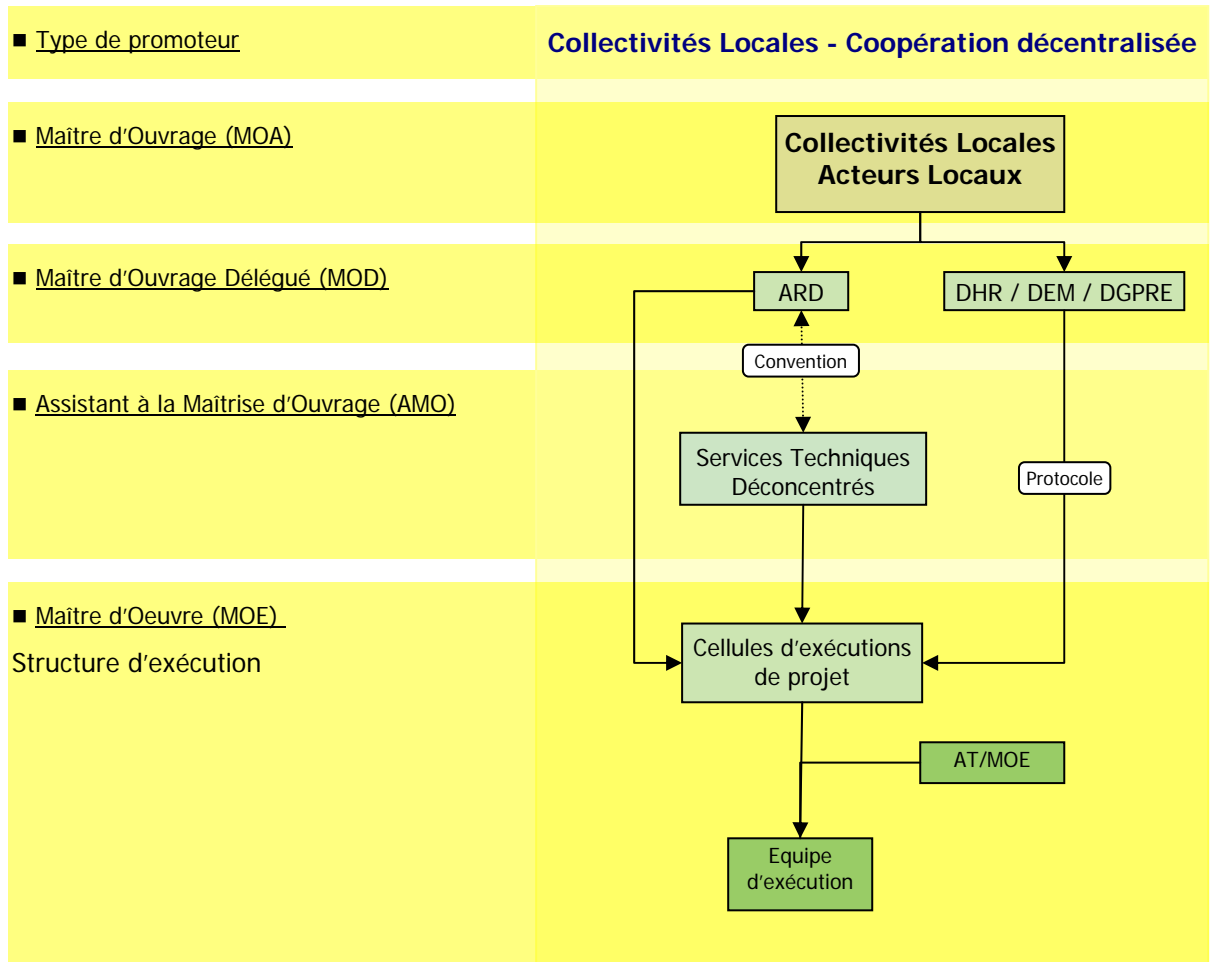 ■ Type de promoteur
Collectivités Locales - Coopération décentralisée
■ Maître d'Ouvrage (MOA)
Collectivités Locales
Acteurs Locaux
■ Maître d'Ouvrage Délégué (MOD)
ARD
DHR / DEM / DGPRE
Convention
■ Assistant à la Maîtrise d'Ouvrage (AMO)
Services Techniques
Déconcentrés
Protocole
■ Maître d'Oeuvre (MOE)
Structure d'exécution
Cellules d'exécutions
de projet
AT/MOE
Equipe
d'exécution